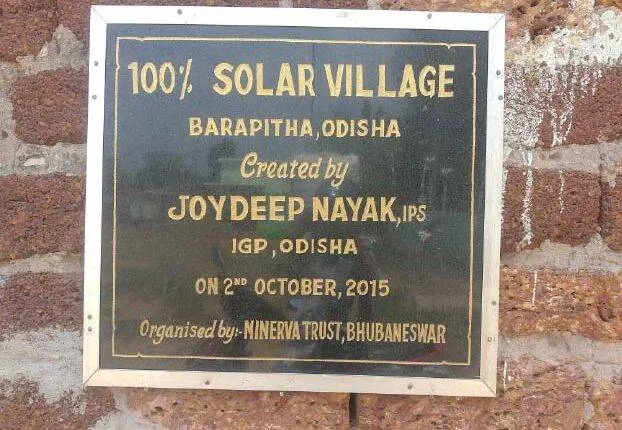 100% SOLAR VILLAGE
BARAPITHA, ODISHA
Created by
JOYDEEP NAYAK, IPS
IGP, ODISHA
ON 2ND OCTOBER, 2015
Organised by:- MINERVA TRUST, BHUBANESWAR